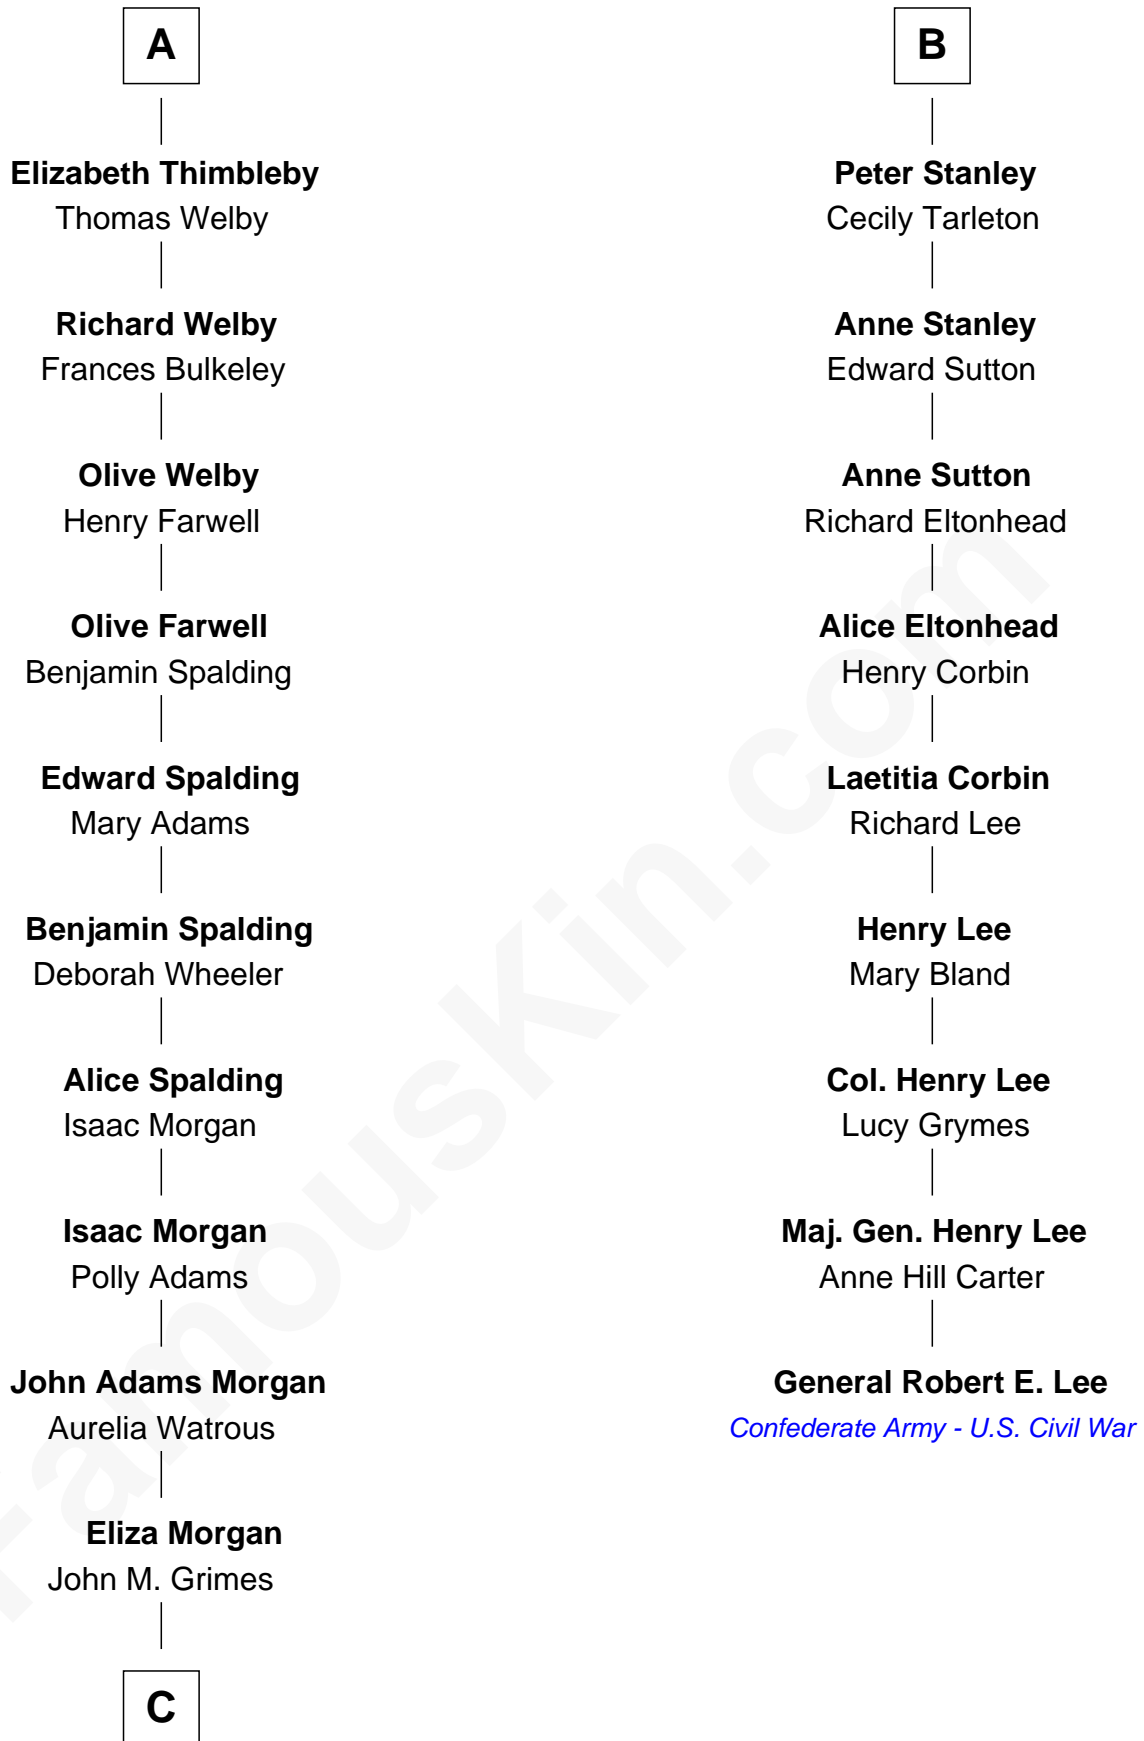 A
Elizabeth Thimbleby
Thomas Welby
Richard Welby
Frances Bulkeley
Olive Welby
Henry Farwell
Olive Farwell
Benjamin Spalding
Edward Spalding
Mary Adams
Benjamin Spalding
Deborah Wheeler
Alice Spalding
Isaac Morgan
Isaac Morgan
Polly Adams
John Adams Morgan
Aurelia Watrous
Eliza Morgan
John M. Grimes
C
B
Peter Stanley
Cecily Tarleton
Anne Stanley
Edward Sutton
Anne Sutton
Richard Eltonhead
Alice Eltonhead
Henry Corbin
Laetitia Corbin
Richard Lee
Henry Lee
Mary Bland
Col. Henry Lee
Lucy Grymes
Maj. Gen. Henry Lee
Anne Hill Carter
General Robert E. Lee
Confederate Army - U.S. Civil War
FamousKin.com